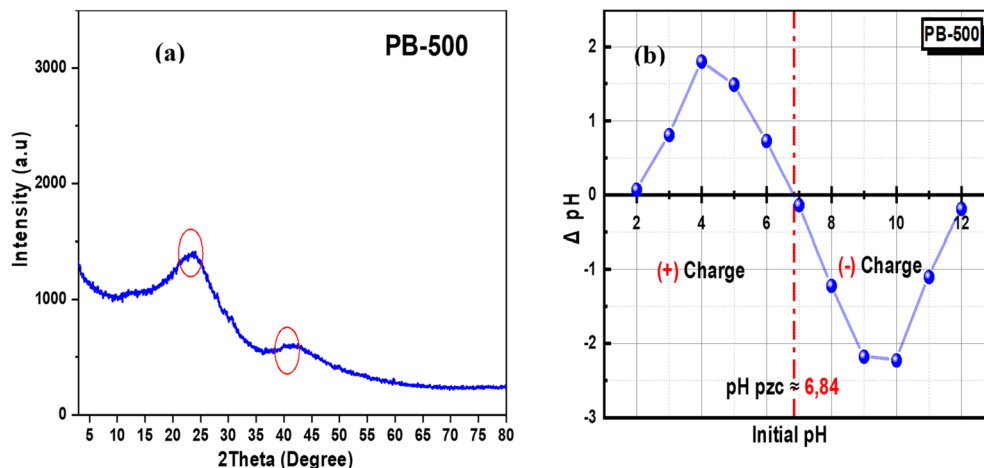 (a)
PB-500
Intensity (a.u)
3500
3000
2000
1000
0
5 10 15 20 25 30 35 40 45 50 55 60 65 70 75 80
2Theta (Degree)
(b)
PB-500
Δ pH
2
1
0
-1
-2
-3
2 4 6 8 10 12
(+) Charge
(-) Charge
pH pzc ≈ 6,84
Initial pH